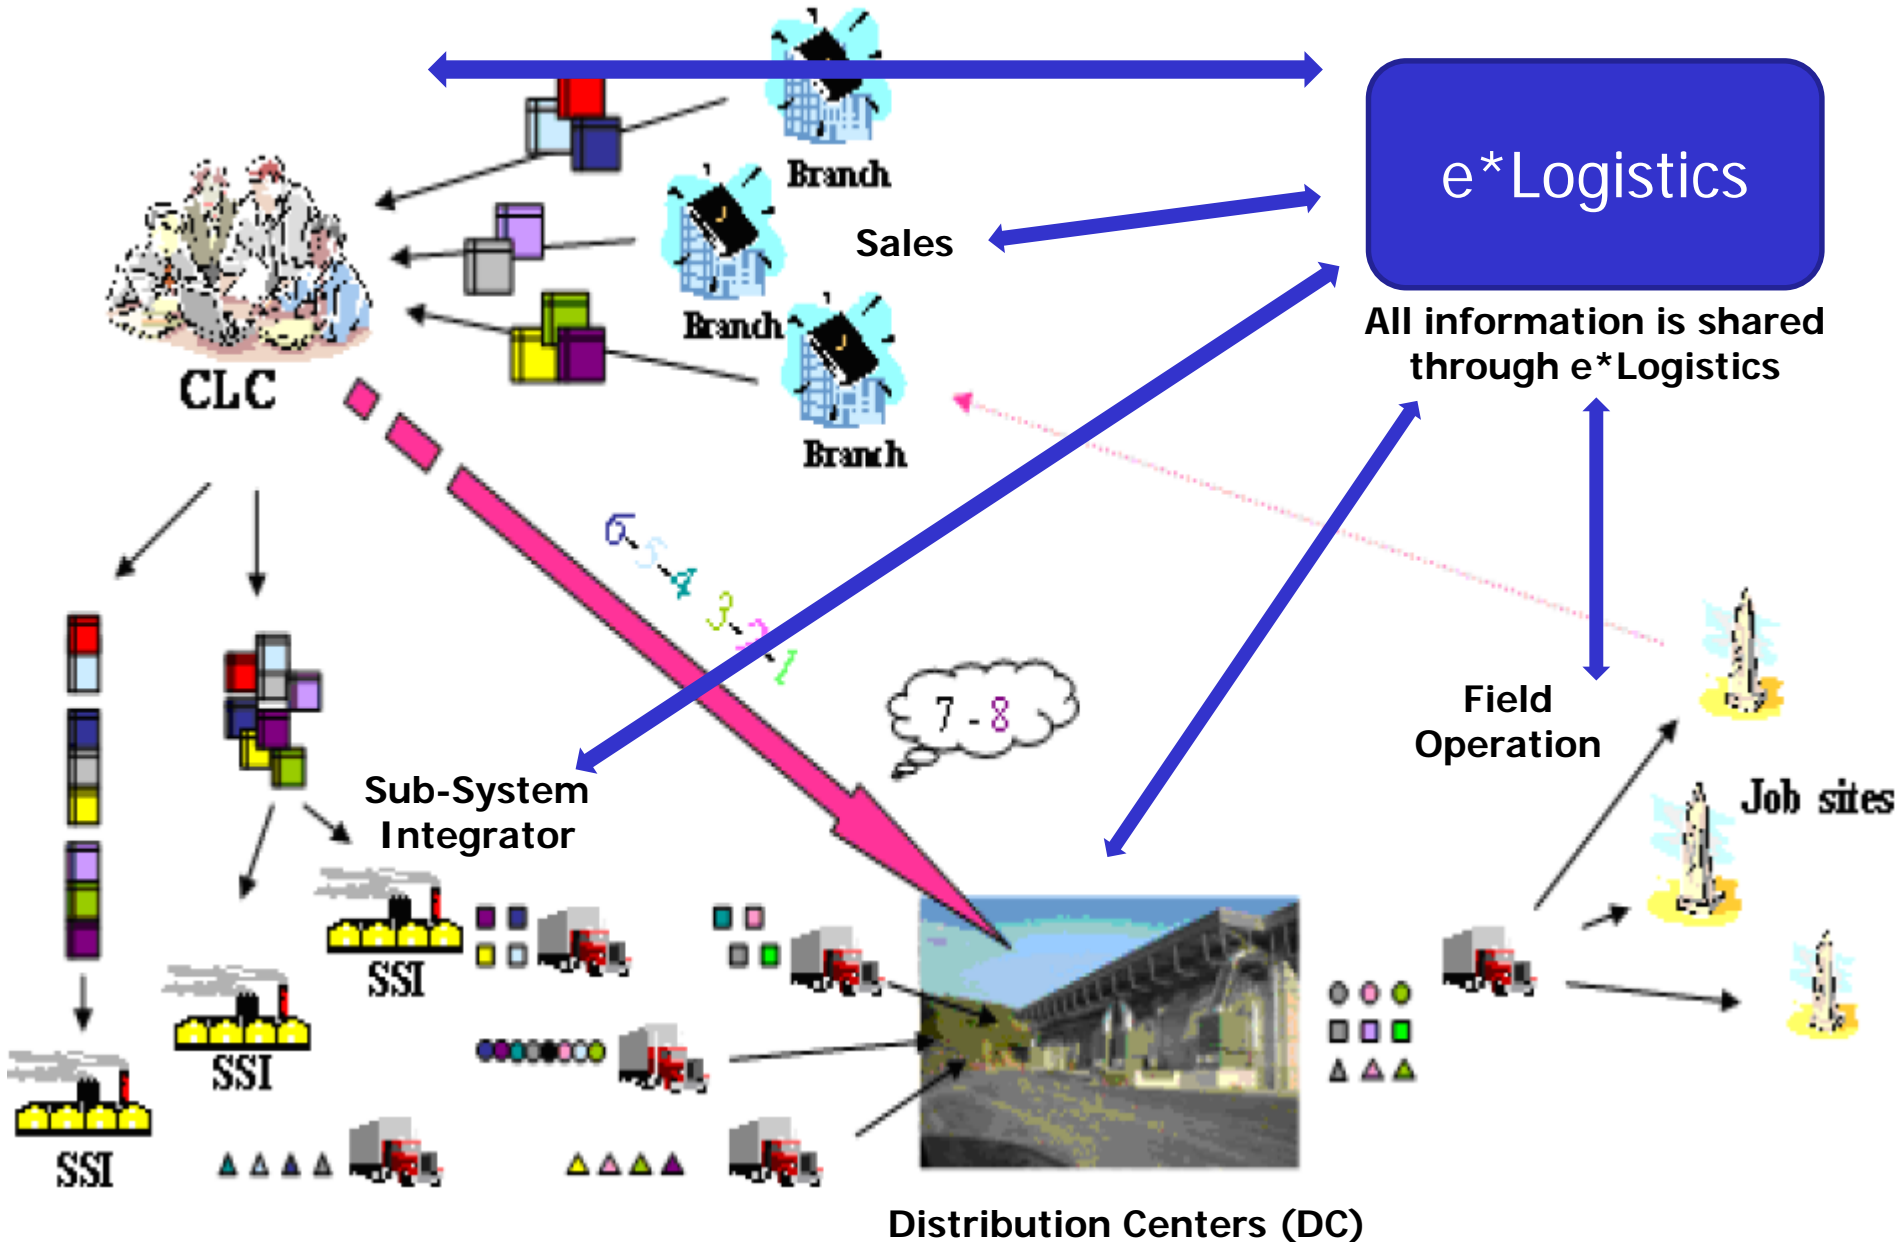 Branch
e*Logistics
Sales
Branch
All information is shared
through e*Logistics
CLC
Branch
6-5-4 3-2-1
7 - 8
Field
Operation
Job sites
Sub-System
Integrator
SSI
SSI
SSI
Distribution Centers (DC)